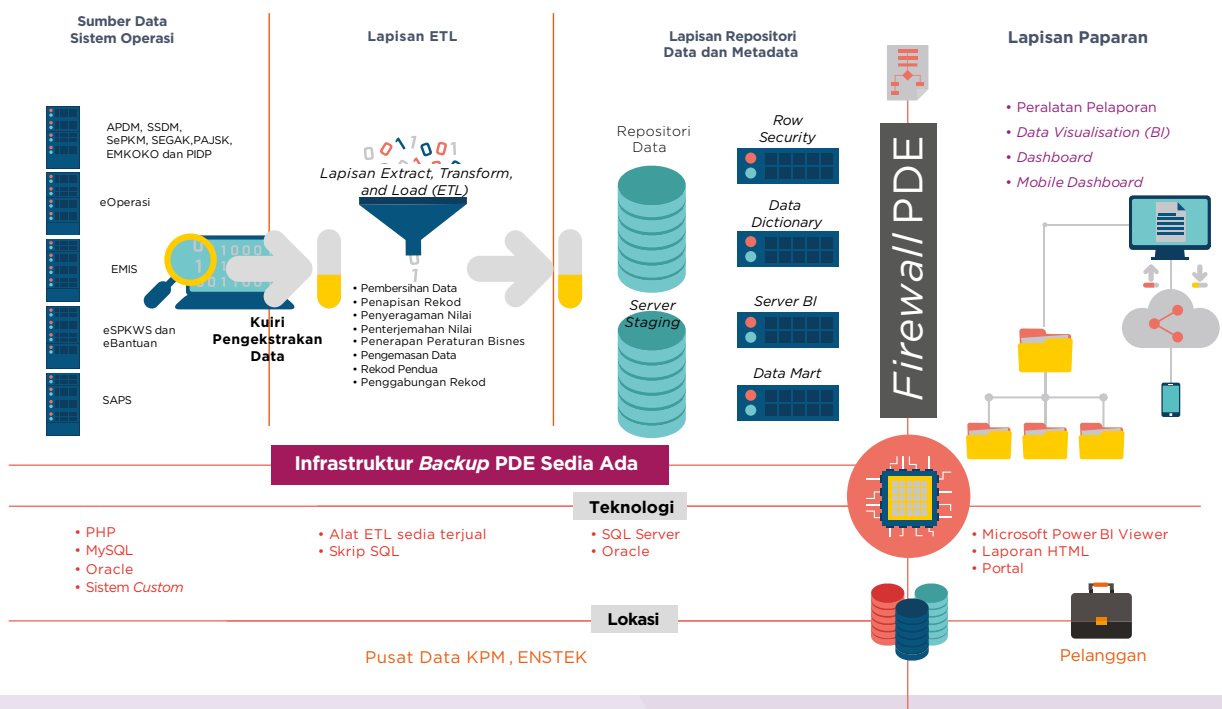 Sumber Data
Sistem Operasi
APDM, SSDM,
SePKM, SEGAK,PAJSK,
EMKOKO dan PIDP
eOperasi
EMIS
eSPKWS dan
eBantuan
SAPS
Kuiri
Pengekstrakan
Data
Lapisan ETL
Lapisan Extract, Transform,
and Load (ETL)
• Pembersihan Data
• Penapisan Rekod
• Penyeragaman Nilai
• Penterjemahan Nilai
• Penerapan Peraturan Bisnes
• Pengemasan Data
• Rekod Pendua
• Penggabungan Rekod
Lapisan Repositori
Data dan Metadata
Repositori
Data
Server
Staging
Row
Security
Data
Dictionary
Server BI
Data Mart
Firewall PDE
Lapisan Paparan
• Peralatan Pelaporan
• Data Visualisation (BI)
• Dashboard
• Mobile Dashboard
Infrastruktur Backup PDE Sedia Ada
Teknologi
• PHP
• MySQL
• Oracle
• Sistem Custom
• Alat ETL sedia terjual
• Skrip SQL
• SQL Server
• Oracle
• Microsoft Power BI Viewer
• Laporan HTML
• Portal
Lokasi
Pusat Data KPM , ENSTEK
Pelanggan